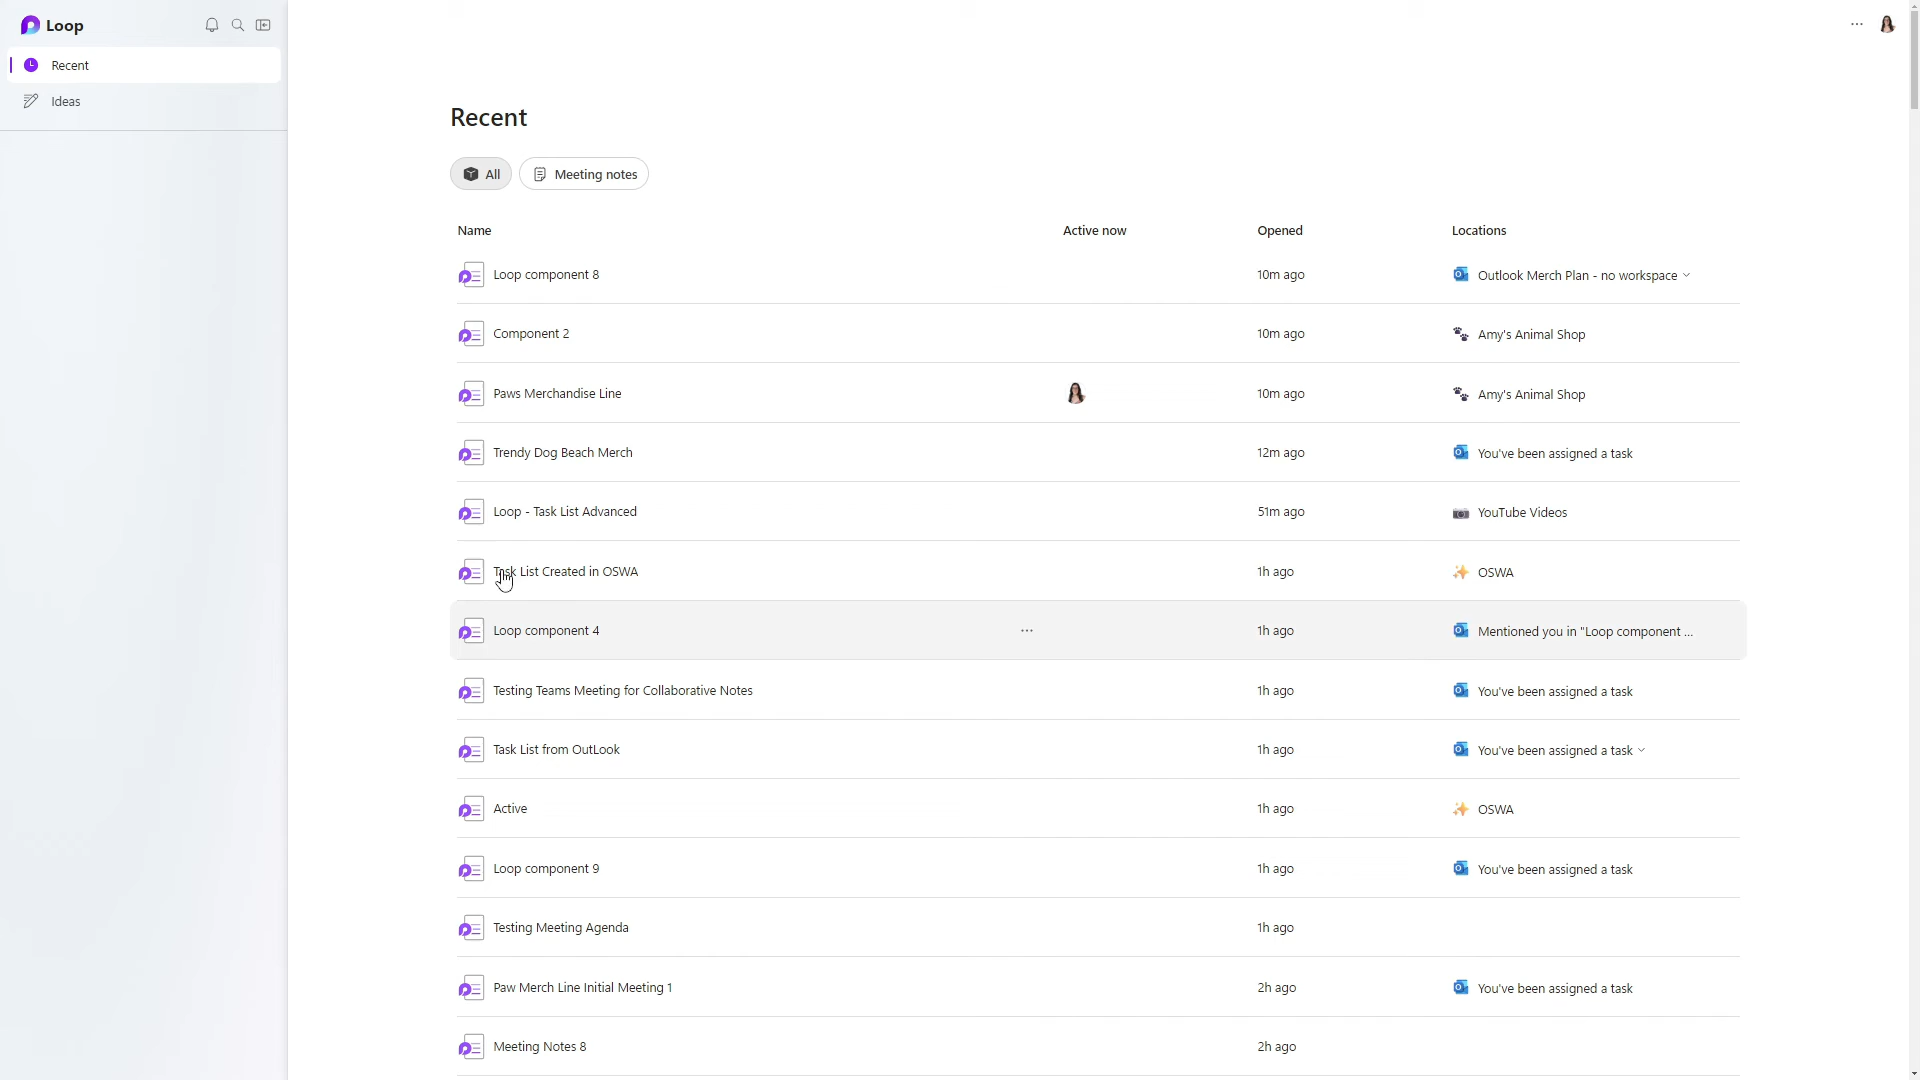 Loop
Recent
Ideas
Recent
All
Meeting notes
Name Active now Opened Locations
Loop component 8 10m ago Outlook Merch Plan - no workspace
Component 2 10m ago Amy's Animal Shop
Paws Merchandise Line 10m ago Amy's Animal Shop
Trendy Dog Beach Merch 12m ago You've been assigned a task
Loop - Task List Advanced 51m ago YouTube Videos
Task List Created in OSWA 1h ago OSWA
Loop component 4 ... 1h ago Mentioned you in "Loop component ...
Testing Teams Meeting for Collaborative Notes 1h ago You've been assigned a task
Task List from OutLook 1h ago You've been assigned a task
Active 1h ago OSWA
Loop component 9 1h ago You've been assigned a task
Testing Meeting Agenda 1h ago
Paw Merch Line Initial Meeting 1 2h ago You've been assigned a task
Meeting Notes 8 2h ago